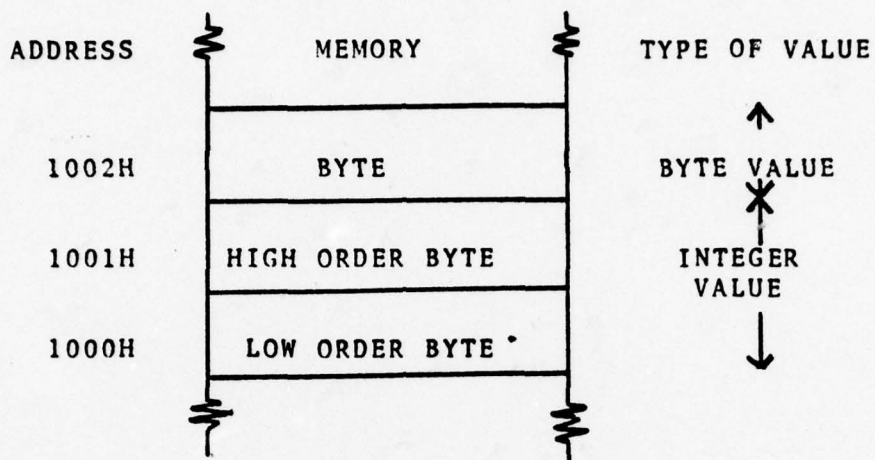 ADDRESS MEMORY TYPE OF VALUE
1002H BYTE BYTE VALUE
1001H HIGH ORDER BYTE INTEGER
VALUE
1000H LOW ORDER BYTE